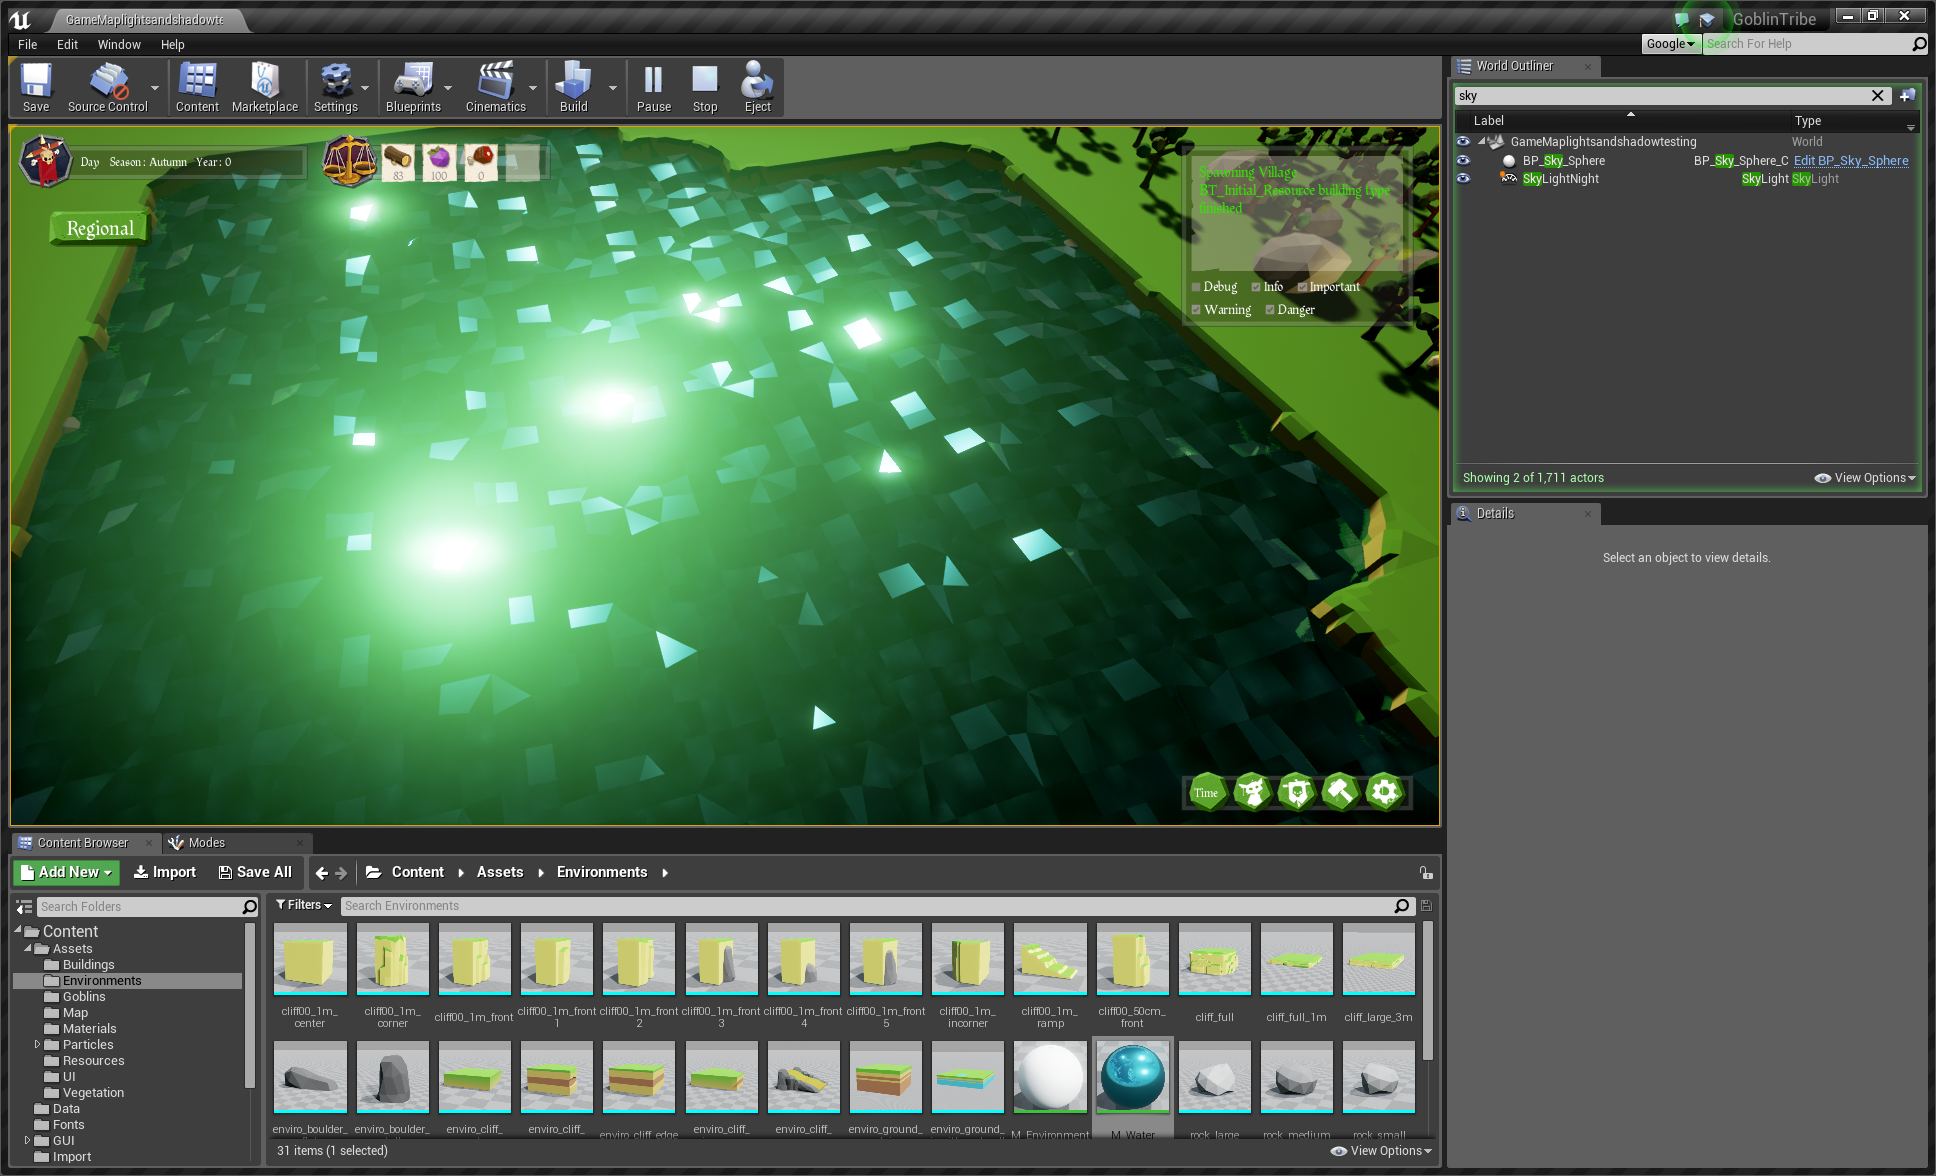 GameMaplightsandshadowte
GoblinTribe
File Edit Window Help
Google Search For Help
Save Source Control Content Marketplace Settings Blueprints Cinematics Build Pause Stop Eject
World Outliner
sky
Label Type
GameMaplightsandshadowtesting World
BP_Sky_Sphere BP_Sky_Sphere_C Edit BP_Sky_Sphere
SkyLightNight SkyLight SkyLight
Showing 2 of 1,711 actors View Options
Details
Select an object to view details.
Day Season: Autumn Year: 0
83 100 0
Regional
Spawning Village
BT_Initial_Resource building type
finished
Debug Info Important
Warning Danger
Time
Content Browser Modes
Add New Import Save All Content Assets Environments
Search Folders
Filters Search Environments
Content
Assets
Buildings
Environments
Goblins
Map
Materials
Particles
Resources
UI
Vegetation
Data
Fonts
GUI
Import
cliff00_1m_
center
cliff00_1m_
corner
cliff00_1m_front
cliff00_1m_front
1
cliff00_1m_front
2
cliff00_1m_front
3
cliff00_1m_front
4
cliff00_1m_front
5
cliff00_1m_
incorner
cliff00_1m_
ramp
cliff00_50cm_
front
cliff_full
cliff_full_1m
cliff_large_3m
enviro_boulder_
enviro_boulder_
enviro_cliff_
enviro_cliff_
enviro_cliff_edge
enviro_cliff_
enviro_cliff_
enviro_ground_
enviro_ground_
M_Environment
M_Water
rock_large
rock_medium
rock_small
31 items (1 selected) View Options